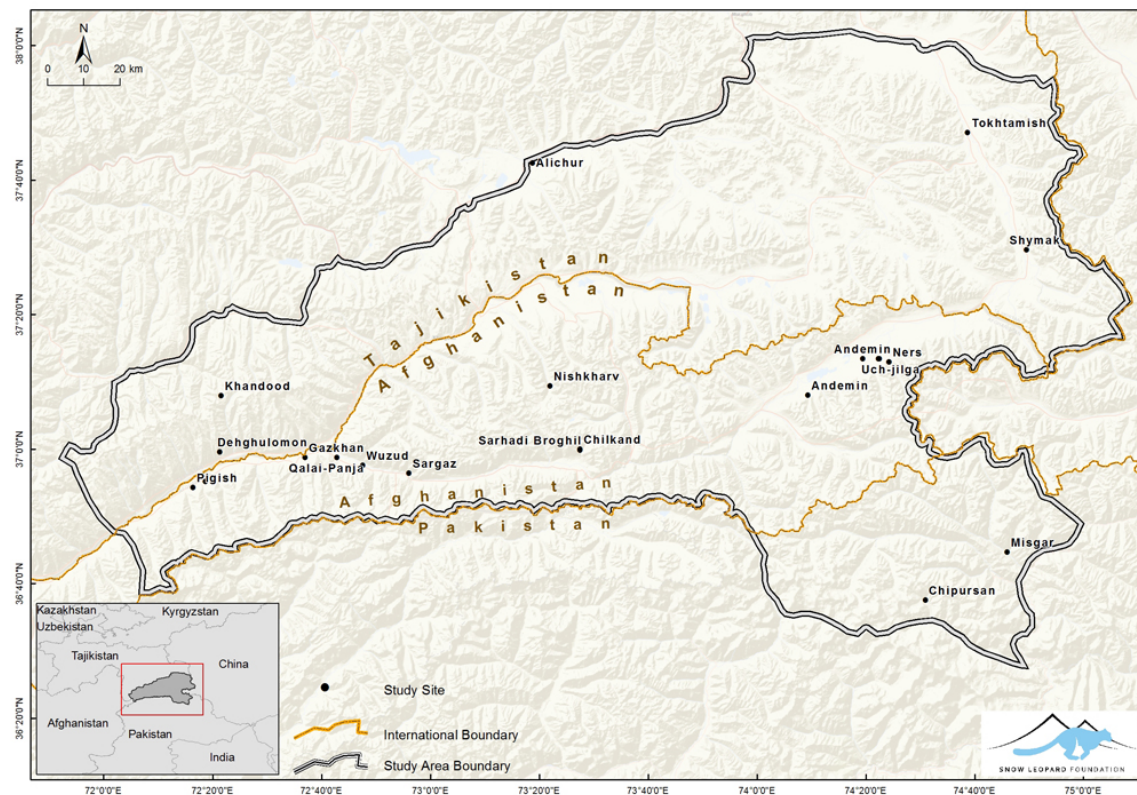 N
0 10 20 km
38°0'0"N
37°40'0"N
37°20'0"N
37°0'0"N
36°40'0"N
36°20'0"N
Tokhtamish
Alichur
Shymak
Tajikistan
Afghanistan
Andemin
Ners
Uch-jilga
Andemin
Khandood
Nishkharv
Dehghulomon
Gazkhan
Sarhadi Broghil
Chilkand
Wuzud
Qalai-Panja
Sargaz
Pigish
Afghanistan
Pakistan
Misgar
Chipursan
Kazakhstan
Kyrgyzstan
Uzbekistan
Tajikistan
China
Afghanistan
Pakistan
India
Study Site
International Boundary
Study Area Boundary
SNOW LEOPARD FOUNDATION
72°0'0"E
72°20'0"E
72°40'0"E
73°0'0"E
73°20'0"E
73°40'0"E
74°0'0"E
74°20'0"E
74°40'0"E
75°0'0"E